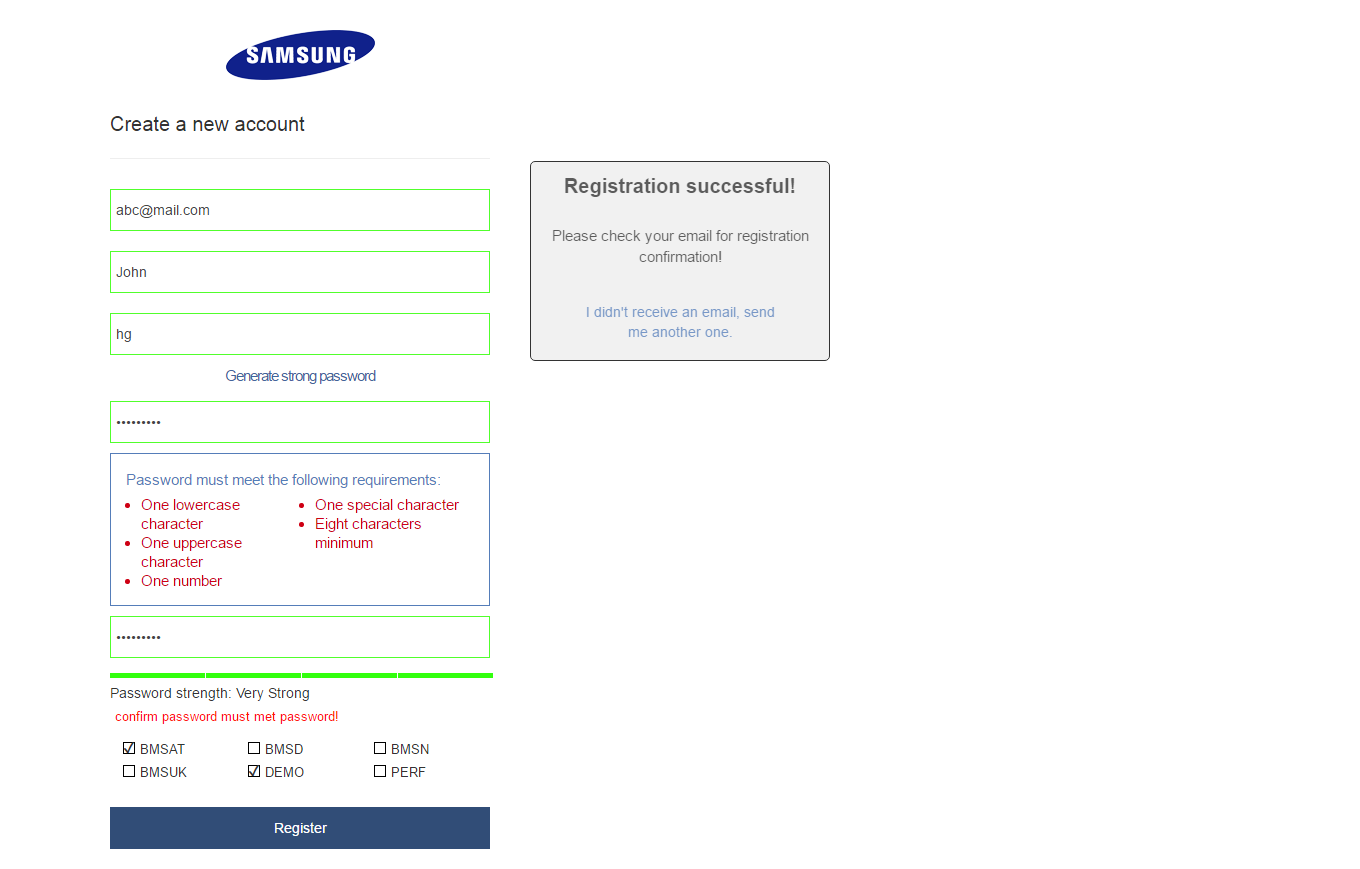 SAMSUNG
Create a new account
abc@mail.com
John
hg
Generate strong password
•••••••••
Password must meet the following requirements:
One lowercase
character
One uppercase
character
One number
One special character
Eight characters
minimum
•••••••••
Password strength: Very Strong
confirm password must met password!
BMSAT BMSD BMSN
BMSUK DEMO PERF
Register
Registration successful!
Please check your email for registration
confirmation!
I didn't receive an email, send
me another one.